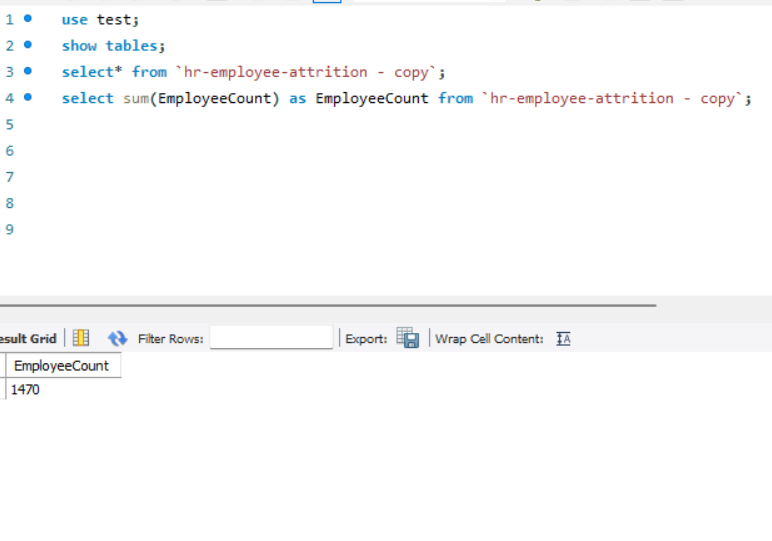 1 use test;
2 show tables;
3 select* from `hr-employee-attrition - copy`;
4 select sum(EmployeeCount) as EmployeeCount from `hr-employee-attrition - copy`;
5
6
7
8
9
esult Grid Filter Rows: Export: Wrap Cell Content: IA
EmployeeCount
1470